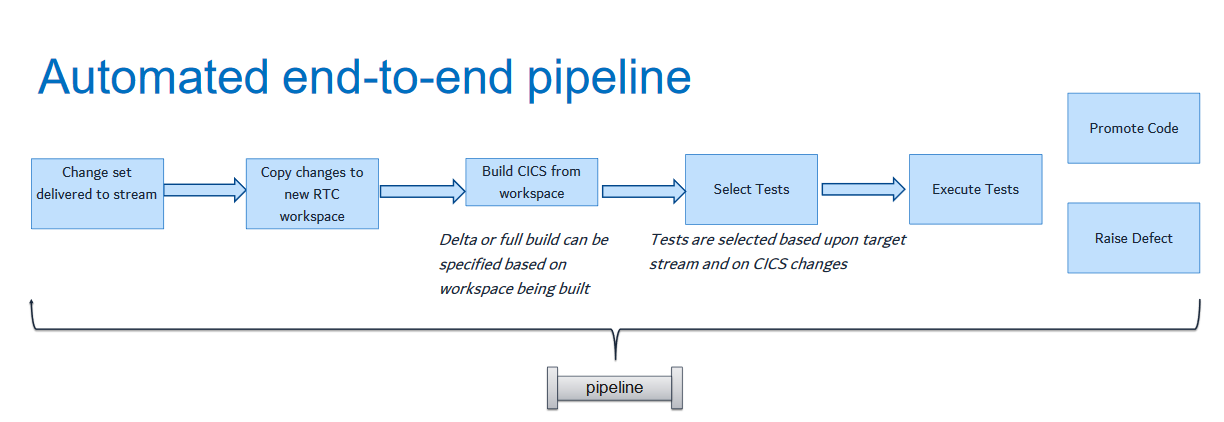 Automated end-to-end pipeline
Change set
delivered to stream
Copy changes to
new RTC
workspace
Build CICS from
workspace
Delta or full build can be
specified based on
workspace being built
Select Tests
Tests are selected based upon target
stream and on CICS changes
Execute Tests
Promote Code
Raise Defect
pipeline